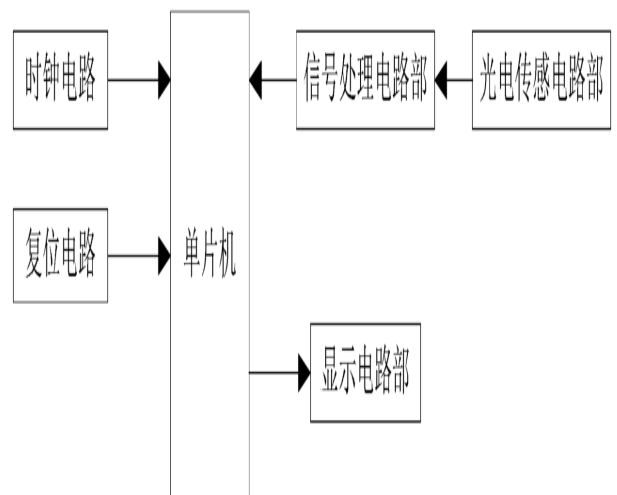 时钟电路
信号处理电路部
光电传感电路部
复位电路
单片机
显示电路部